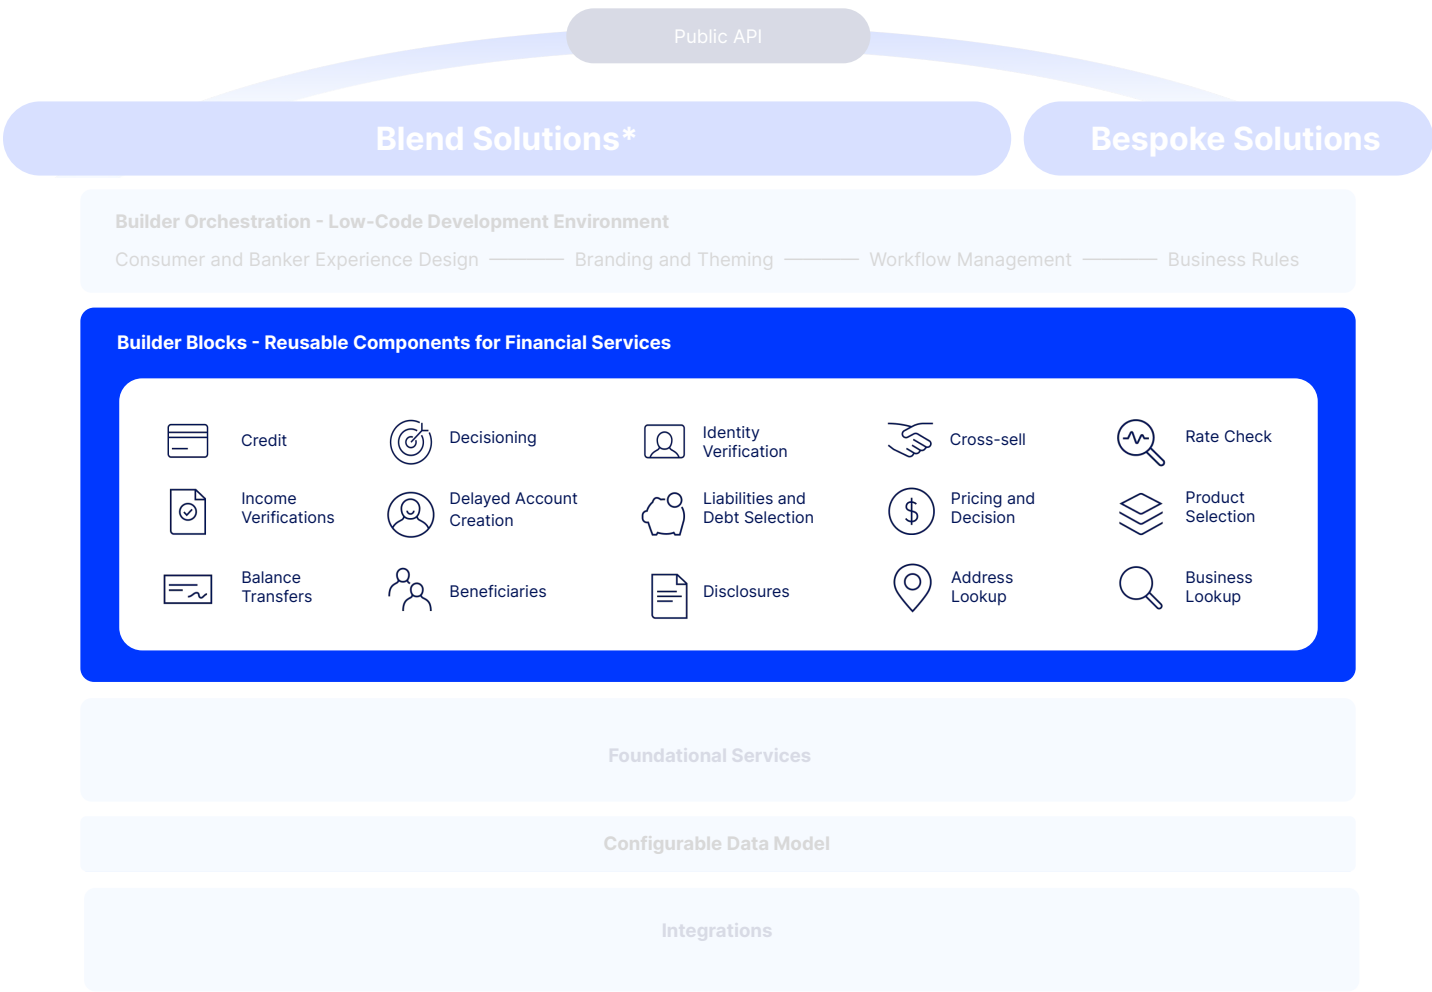 Public API
Blend Solutions*
Bespoke Solutions
Builder Orchestration - Low-Code Development Environment
Consumer and Banker Experience Design
Branding and Theming
Workflow Management
Business Rules
Builder Blocks - Reusable Components for Financial Services
Credit
Decisioning
Identity
Verification
Cross-sell
Rate Check
Income
Verifications
Delayed Account
Creation
Liabilities and
Debt Selection
Pricing and
Decision
Product
Selection
Balance
Transfers
Beneficiaries
Disclosures
Address
Lookup
Business
Lookup
Foundational Services
Configurable Data Model
Integrations